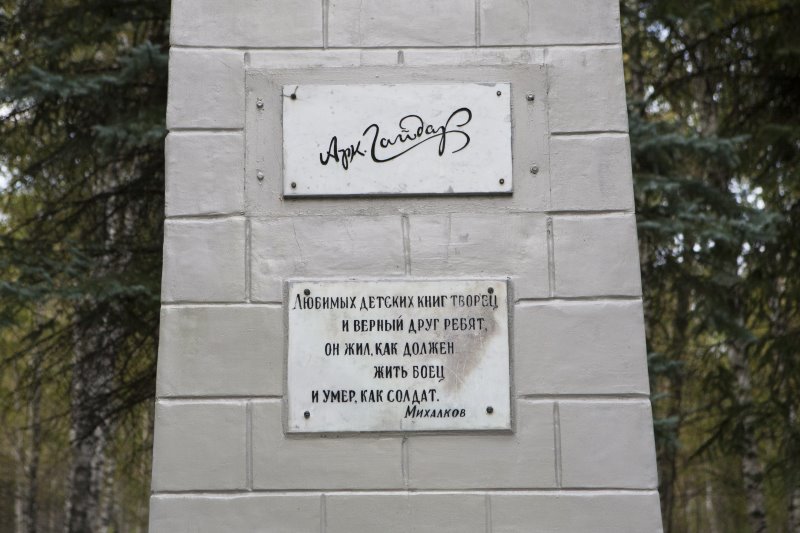 Арк. Гайдар
Любимых детских книг творец
и верный друг ребят,
он жил, как должен
жить боец
и умер, как солдат.
Михалков